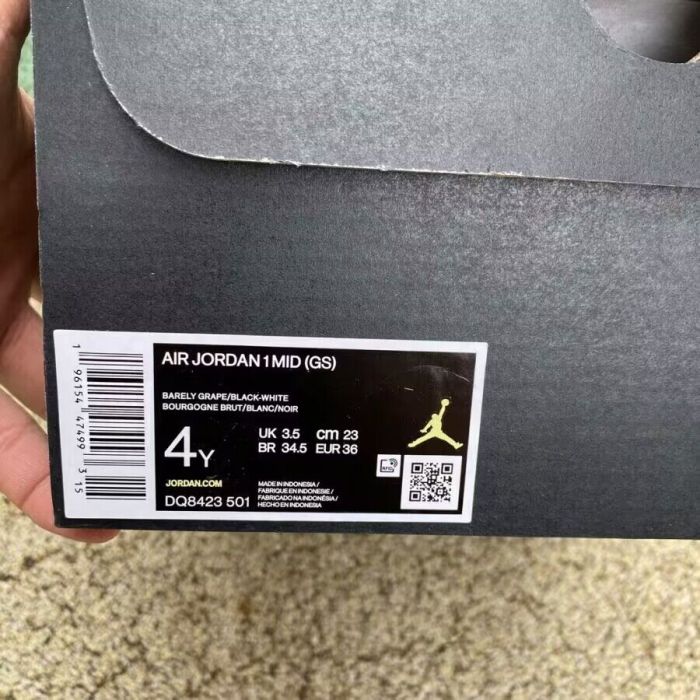 AIR JORDAN 1 MID (GS)
BARELY GRAPE/BLACK-WHITE
BOURGOGNE BRUT/BLANC/NOIR
4Y
UK 3.5 cm 23
BR 34.5 EUR 36
RFID
JORDAN.COM
DQ8423 501
MADE IN INDONESIA/
FABRIQUE EN INDONESIE/
FABRICADO NA INDONÉSIA/
HECHO EN INDONESIA
1 96154 47499 3 15